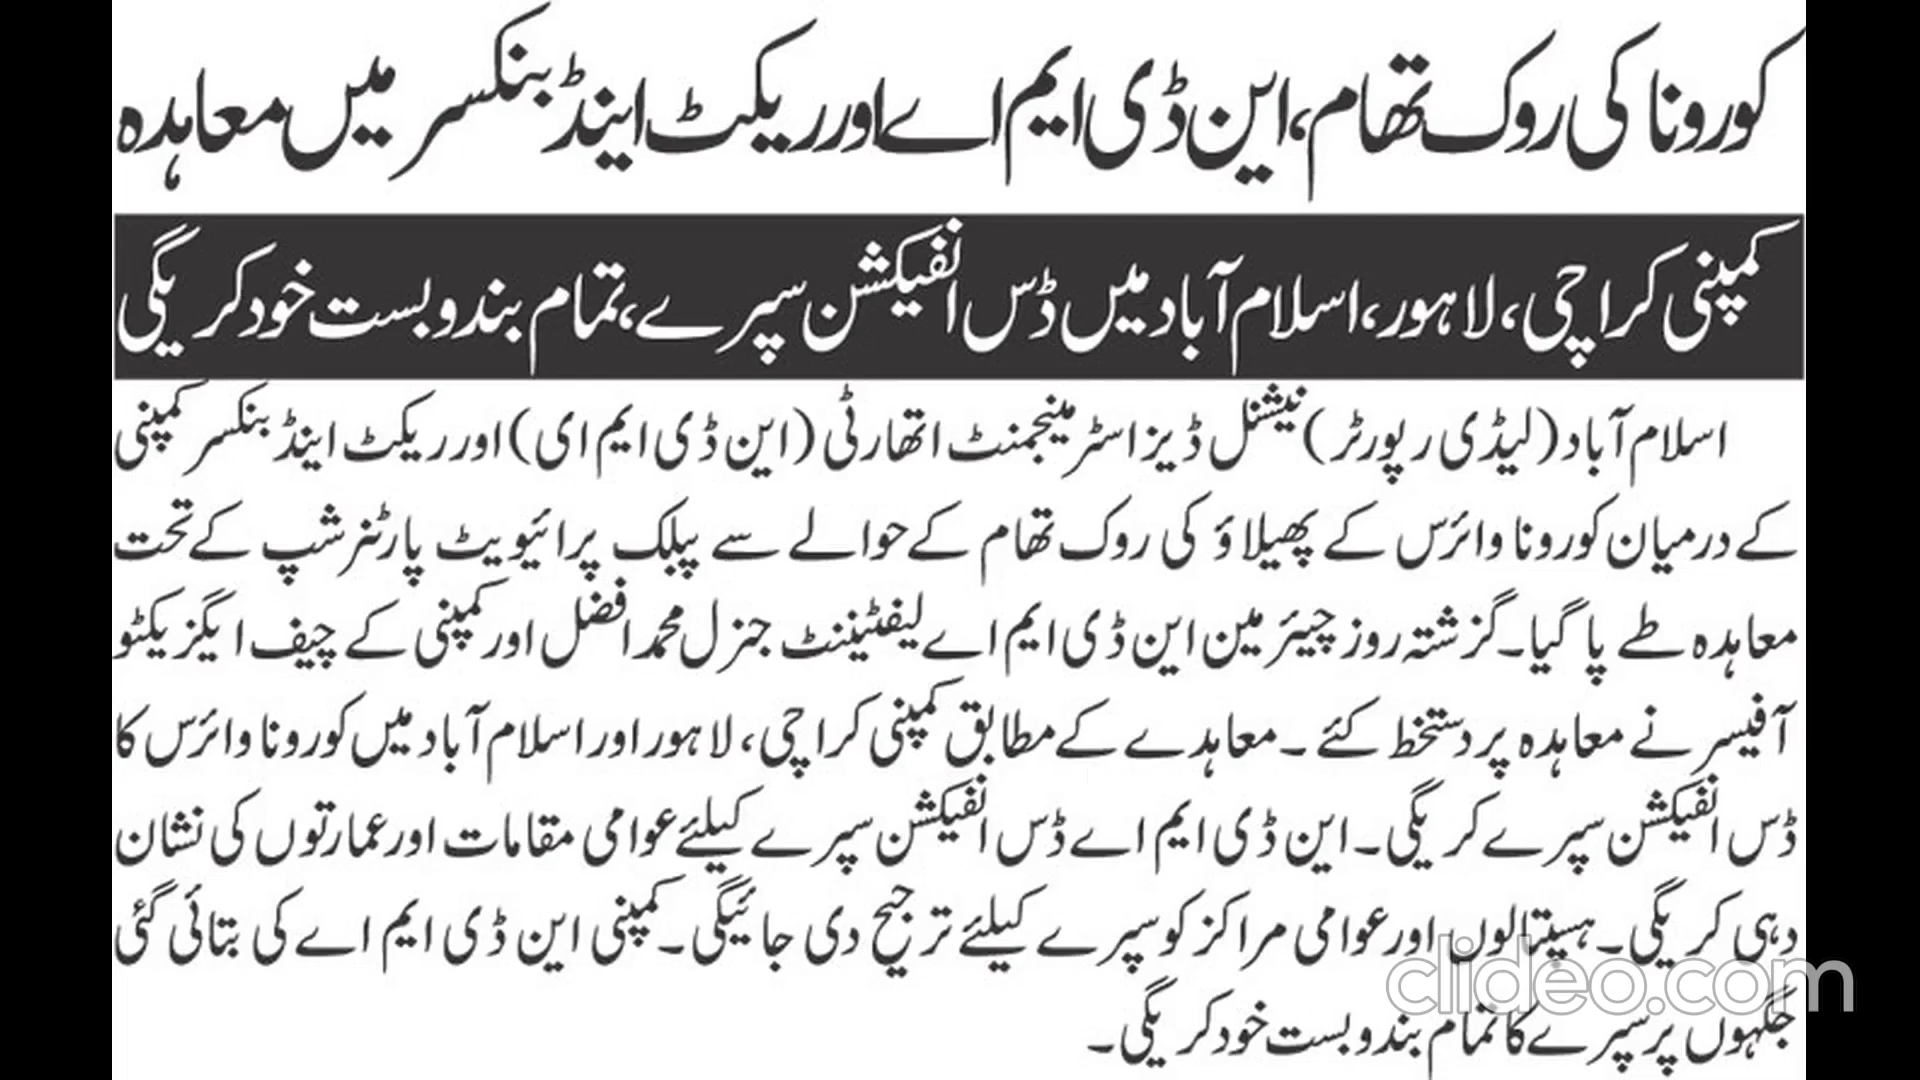 کورونا کی روک تھام، این ڈی ایم اے اور ریکٹ اینڈ بنکسر میں معاہدہ
کمپنی کراچی، لاہور، اسلام آباد میں ڈس انفیکشن سپرے، تمام بندوبست خود کریگی
اسلام آباد (لیڈی رپورٹر) نیشنل ڈیزاسٹر مینجمنٹ اتھارٹی (این ڈی ایم ای) اور ریکٹ اینڈ بنکسر کمپنی
کے درمیان کورونا وائرس کے پھیلاؤ کی روک تھام کے حوالے سے پبلک پرائیویٹ پارٹنر شپ کے تحت
معاہدہ طے پا گیا۔ گزشتہ روز چیئر مین این ڈی ایم اے لیفٹیننٹ جنرل محمد افضل اور کمپنی کے چیف ایگزیکٹو
آفیسر نے معاہدہ پر دستخط کئے ۔ معاہدے کے مطابق کمپنی کراچی، لاہور اور اسلام آباد میں کورونا وائرس کا
ڈس انفیکشن سپرے کریگی۔ این ڈی ایم اے ڈس انفیکشن سپرے کیلئے عوامی مقامات اور عمارتوں کی نشان
دہی کریگی۔ ہسپتالوں اور عوامی مراکز کو سپرے کیلئے ترجیح دی جائیگی۔ کمپنی این ڈی ایم اے کی بتائی گئی
جگہوں پر سپرے کا تمام بندوبست خود کریگی۔
clideo.com